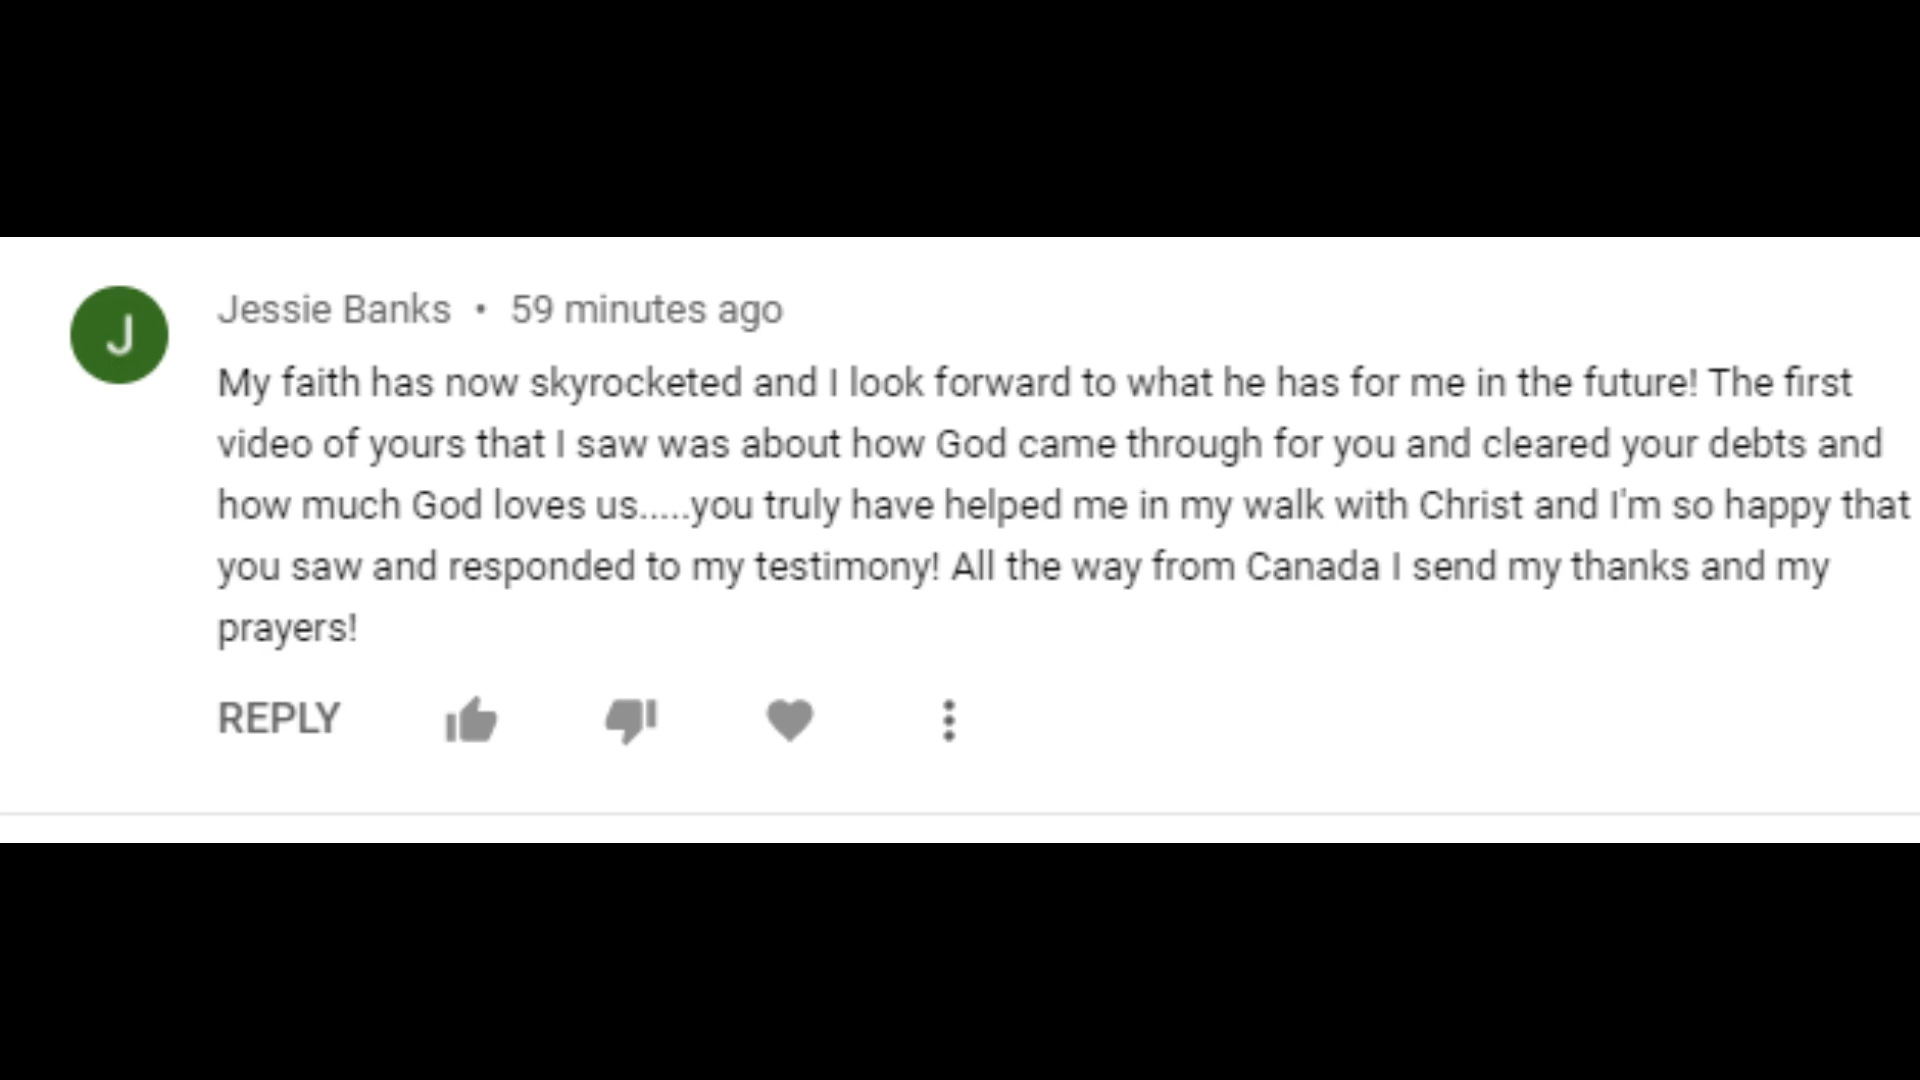 J
Jessie Banks • 59 minutes ago
My faith has now skyrocketed and I look forward to what he has for me in the future! The first
video of yours that I saw was about how God came through for you and cleared your debts and
how much God loves us.....you truly have helped me in my walk with Christ and I'm so happy that
you saw and responded to my testimony! All the way from Canada I send my thanks and my
prayers!
REPLY